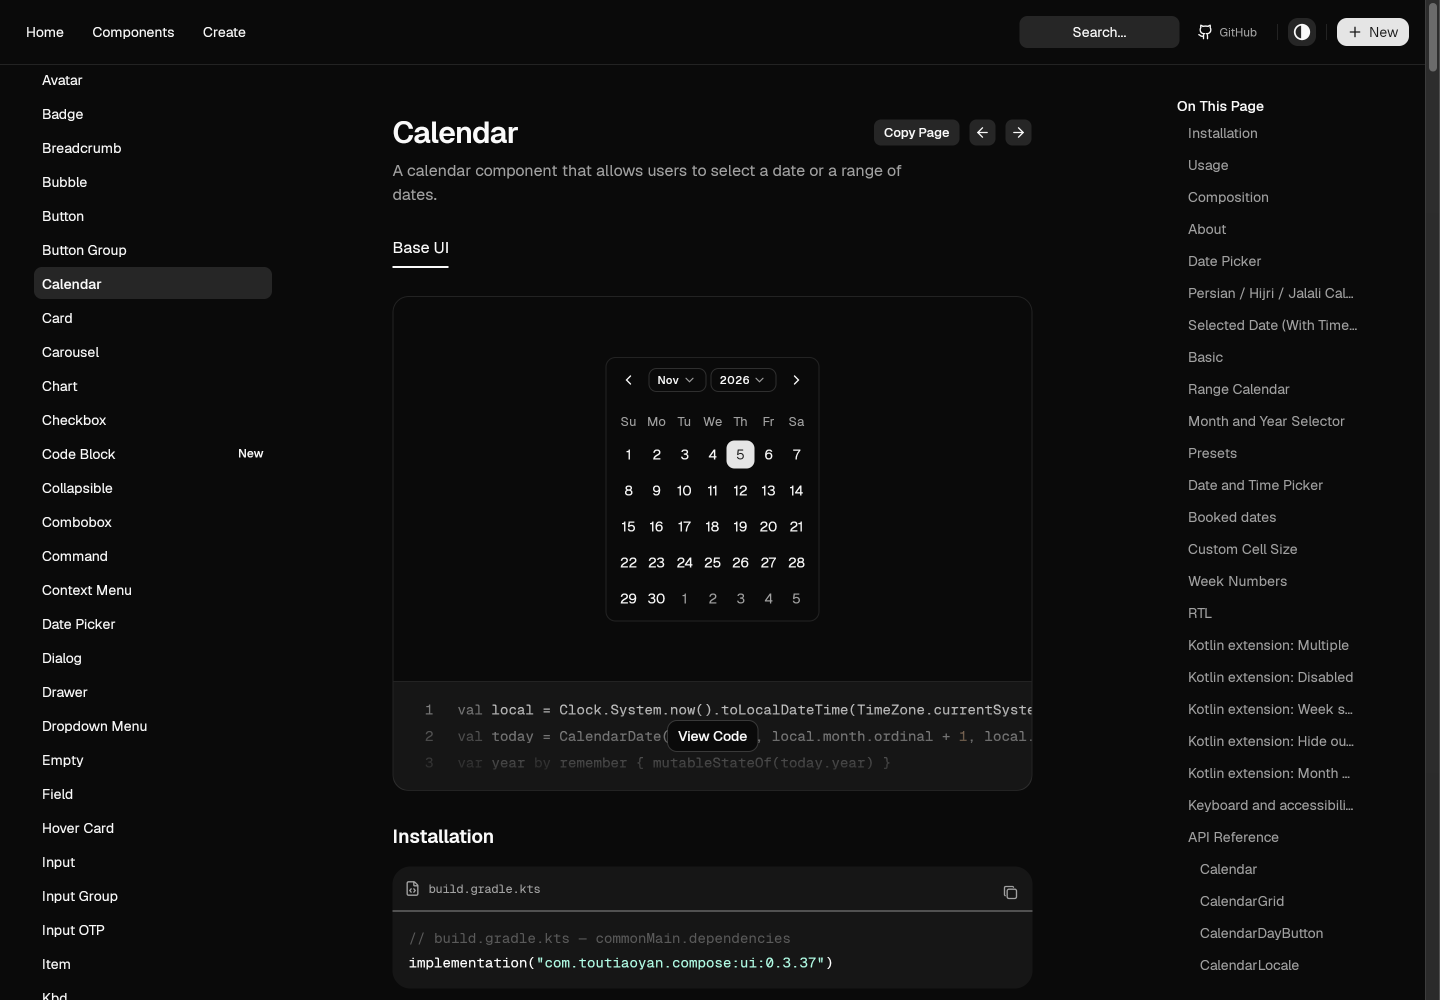 Home
Components
Create
Search...
GitHub
New
Avatar
Badge
Breadcrumb
Bubble
Button
Button Group
Calendar
Card
Carousel
Chart
Checkbox
Code Block New
Collapsible
Combobox
Command
Context Menu
Date Picker
Dialog
Drawer
Dropdown Menu
Empty
Field
Hover Card
Input
Input Group
Input OTP
Item
Kbd
Calendar
Copy Page
A calendar component that allows users to select a date or a range of
dates.
Base UI
Nov 2026
Su Mo Tu We Th Fr Sa
1 2 3 4 5 6 7
8 9 10 11 12 13 14
15 16 17 18 19 20 21
22 23 24 25 26 27 28
29 30 1 2 3 4 5
1 val local = Clock.System.now().toLocalDateTime(TimeZone.currentSyste
2 val today = CalendarDate( , local.month.ordinal + 1, local.
View Code
3 var year by remember { mutableStateOf(today.year) }
Installation
build.gradle.kts
// build.gradle.kts — commonMain.dependencies
implementation("com.toutiaoyan.compose:ui:0.3.37")
On This Page
Installation
Usage
Composition
About
Date Picker
Persian / Hijri / Jalali Cal...
Selected Date (With Time...
Basic
Range Calendar
Month and Year Selector
Presets
Date and Time Picker
Booked dates
Custom Cell Size
Week Numbers
RTL
Kotlin extension: Multiple
Kotlin extension: Disabled
Kotlin extension: Week s...
Kotlin extension: Hide ou...
Kotlin extension: Month ...
Keyboard and accessibili...
API Reference
Calendar
CalendarGrid
CalendarDayButton
CalendarLocale